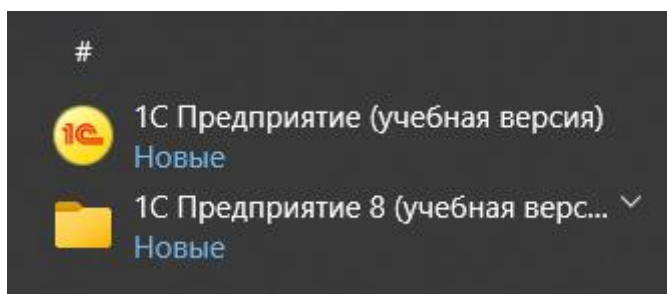 #
1С
1С Предприятие (учебная версия)
Новые
1С Предприятие 8 (учебная верс...
Новые